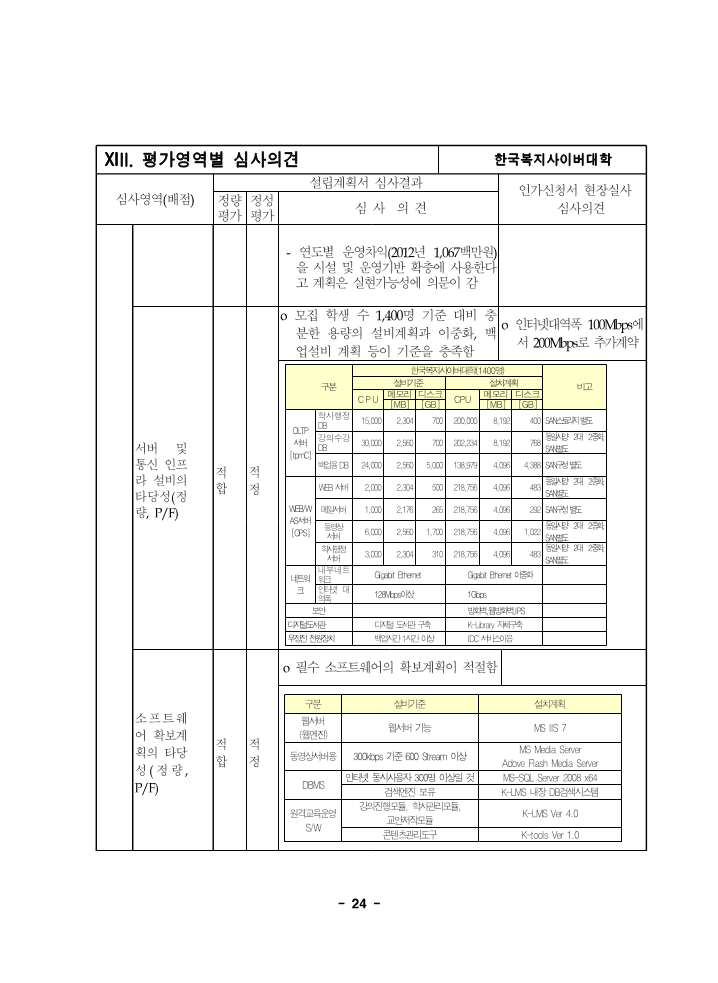 XIII. 평가영역별 심사의견
한국복지사이버대학
심사영역(배점)
설립계획서 심사결과
인가신청서 현장실사
심사의견
정량
평가
정성
평가
심 사 의 견
- 연도별 운영차익(2012년 1,067백만원)
을 시설 및 운영기반 확충에 사용한다
고 계획은 실현가능성에 의문이 감
서버 및
통신 인프
라 설비의
타당성(정
량, P/F)
적
합
적
정
o 모집 학생 수 1,400명 기준 대비 충
분한 용량의 설비계획과 이중화, 백
업설비 계획 등이 기준을 충족함
o 인터넷대역폭 100Mbps에
서 200Mbps로 추가계약
구분
한국복지사이버대학(1400명)
비고
설비기준
설치계획
CPU 메모리[MB] 디스크[GB] CPU 메모리[MB] 디스크[GB]
OLTP
서버
[tpmC]
학사행정 DB 15,000 2,304 700 200,000 8,192 400 SAN스토리지 별도
강의수강 DB 30,000 2,560 700 202,234 8,192 768 동일사양 2대 2중화, SAN별도
백업용 DB 24,000 2,560 5,000 138,979 4,096 4,388 SAN구성 별도
WEB/W
AS서버
[OPS]
WEB 서버 2,000 2,304 500 218,756 4,096 483 동일사양 2대 2중화, SAN별도
메일서버 1,000 2,176 265 218,756 4,096 292 SAN구성 별도
동영상 서버 6,000 2,560 1,700 218,756 4,096 1,022 동일사양 2대 2중화, SAN별도
학사행정 서버 3,000 2,304 310 218,756 4,096 483 동일사양 2대 2중화, SAN별도
네트워
크
내부네트워크 Gigabit Ethernet Gigabit Ethernet 이중화
인터넷 대역폭 128Mbps이상 1Gbps
보안 방화벽,웹방화벽,IPS
디지털도서관 디지털 도서관 구축 K-Library 자체구축
무정전 전원장치 백업시간 1시간 이상 IDC 서비스이용
소프트웨
어 확보계
획의 타당
성(정량,
P/F)
적
합
적
정
o 필수 소프트웨어의 확보계획이 적절함
구분 설비기준 설치계획
웹서버
(웹엔진)
웹서버 기능 MS IIS 7
동영상서버용 300kbps 기준 600 Stream 이상
MS Media Server
Adove Flash Media Server
DBMS
인터넷 동시사용자 300명 이상일 것 MS-SQL Server 2008 x64
검색엔진 보유 K-LMS 내장 DB검색시스템
원격교육운영
S/W
강의진행모듈, 학사관리모듈,
교안저작모듈
K-LMS Ver 4.0
콘텐츠관리도구 K-tools Ver 1.0
- 24 -